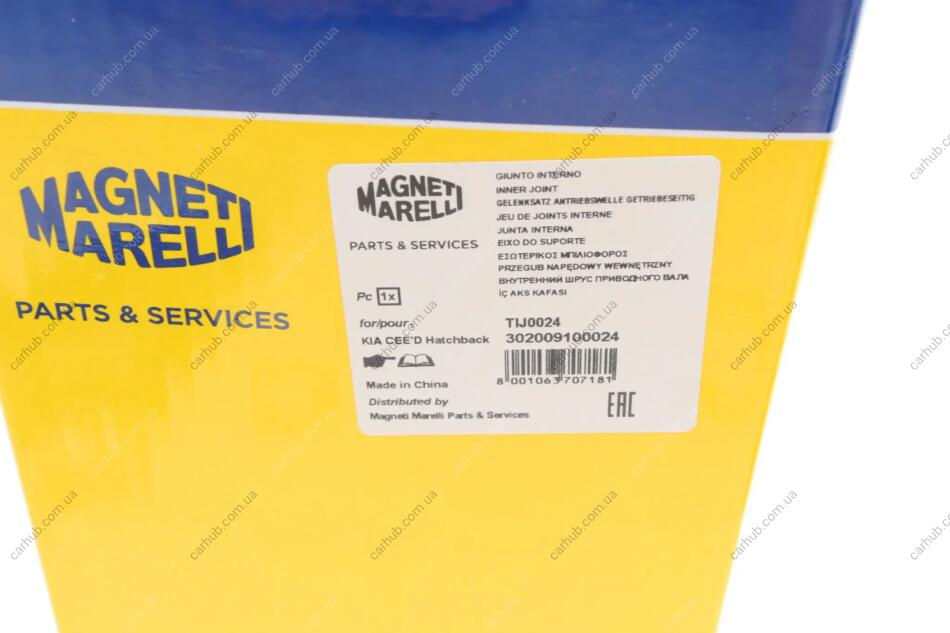 MAGNETI
MARELLI
PARTS & SERVICES
MAGNETI
MARELLI
PARTS & SERVICES
GIUNTO INTERNO
INNER JOINT
GELENKSATZ ANTRIEBSWELLE GETRIEBESEITIG
JEU DE JOINTS INTERNE
JUNTA INTERNA
EIXO DO SUPORTE
ΕΣΩΤΕΡΙΚΟΣ ΜΠΙΛΙΟΦΟΡΟΣ
PRZEGUB NAPĘDOWY WEWNĘTRZNY
ВНУТРЕННИЙ ШРУС ПРИВОДНОГО ВАЛА
İÇ AKS KAFASI
Pc 1x
for/pour:
KIA CEE'D Hatchback
TIJ0024
302009100024
8 001063 707181
Made in China
Distributed by
Magneti Marelli Parts & Services
EAC
carhub.com.ua